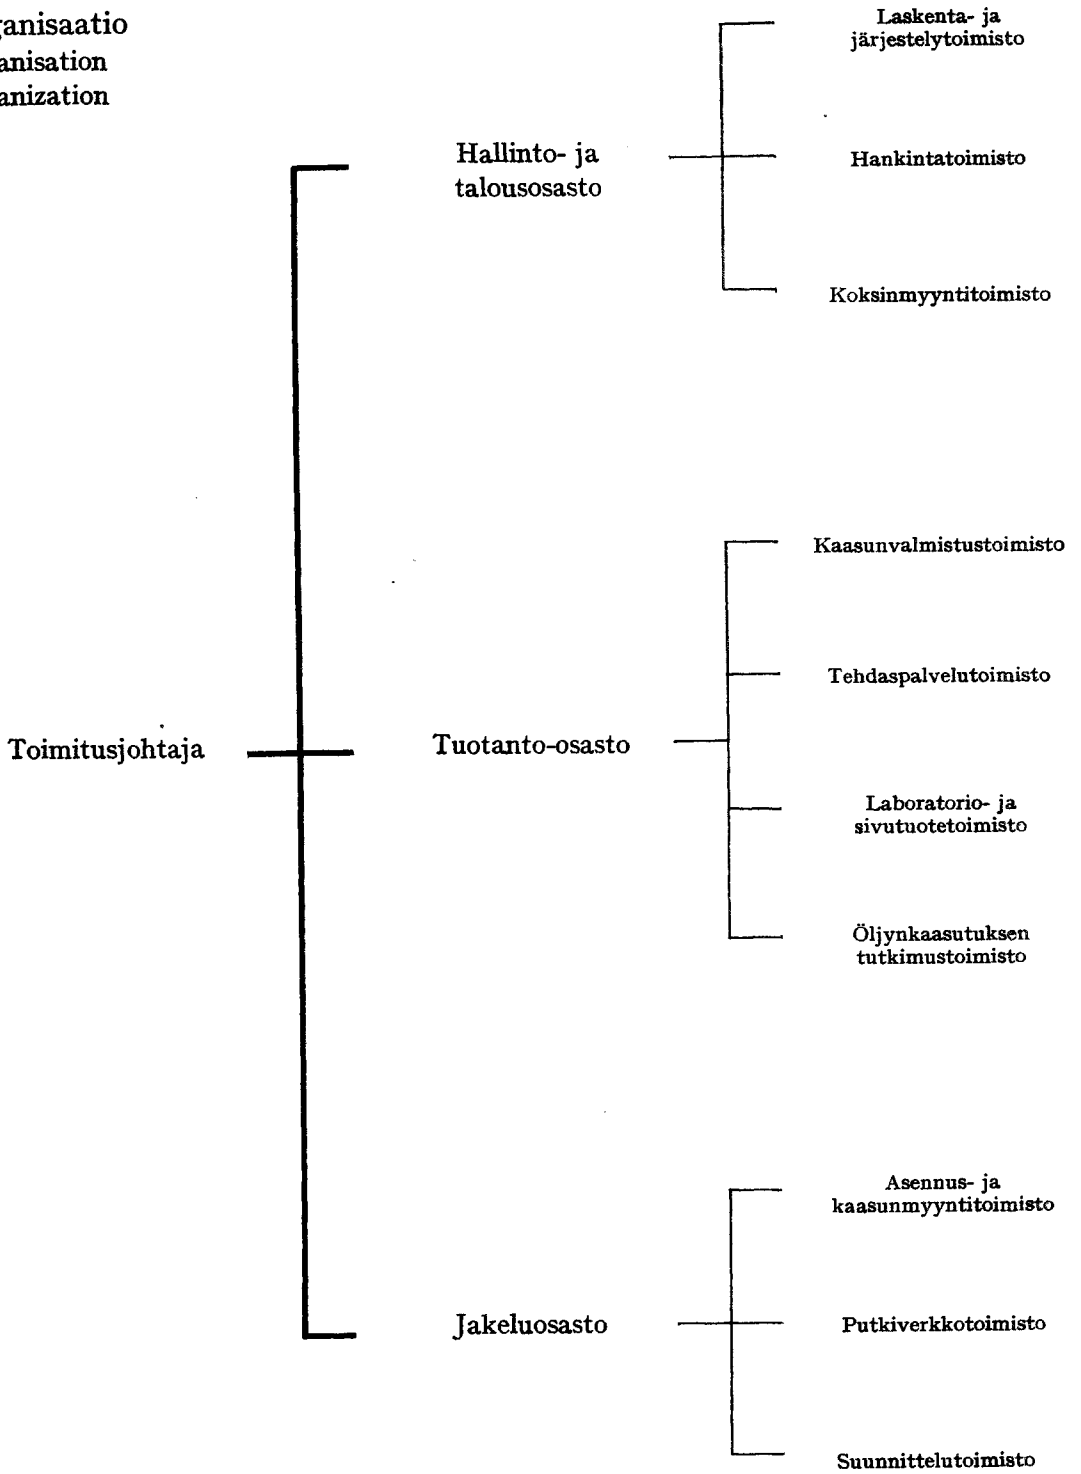 ganisaatio
anisation
anization
Toimitusjohtaja
Hallinto- ja
talousosasto
Laskenta- ja
järjestelytoimisto
Hankintatoimisto
Koksinmyyntitoimisto
Tuotanto-osasto
Kaasunvalmistustoimisto
Tehdaspalvelutoimisto
Laboratorio- ja
sivutuotetoimisto
Öljynkaasutuksen
tutkimustoimisto
Jakeluosasto
Asennus- ja
kaasunmyyntitoimisto
Putkiverkkotoimisto
Suunnittelutoimisto